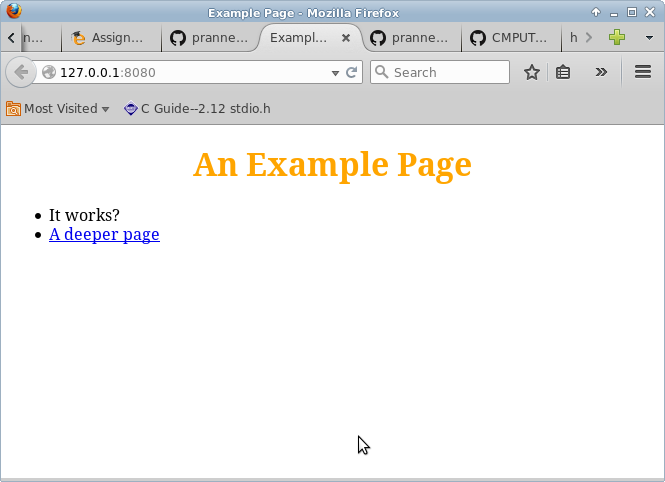 Example Page - Mozilla Firefox
n... Assign... pranne... Exampl... pranne... CMPUT... h
127.0.0.1:8080 Search
Most Visited C Guide--2.12 stdio.h
An Example Page
It works?
A deeper page